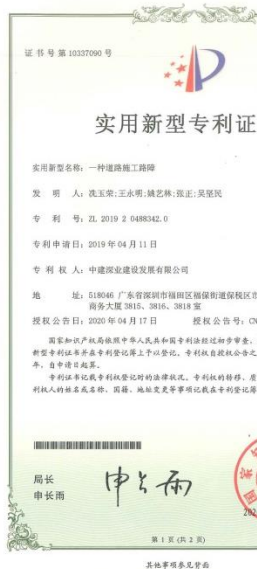 证书号第10337090号
实用新型专利证
实用新型名称：一种道路施工路障
发 明 人：冼玉荣;王永明;姚艺林;张正;吴坚民
专 利 号：ZL 2019 2 0488342.0
专利申请日：2019年04月11日
专 利 权 人：中建深业建设发展有限公司
地 址：518046 广东省深圳市福田区福保街道保税区市
商务大厦3815、3816、3818室
授权公告日：2020年04月17日 授权公告号：CN
国家知识产权局依照中华人民共和国专利法经过初步审查，
新型专利证书并在专利登记簿上予以登记。专利权自授权公告之
年，自申请日起算。
专利证书记载专利权登记时的法律状况。专利权的转移、质
利权人的姓名或名称、国籍、地址变更等事项记载在专利登记簿
局长
申长雨
申长雨
第 1 页 (共 2 页)
其他事项参见背面